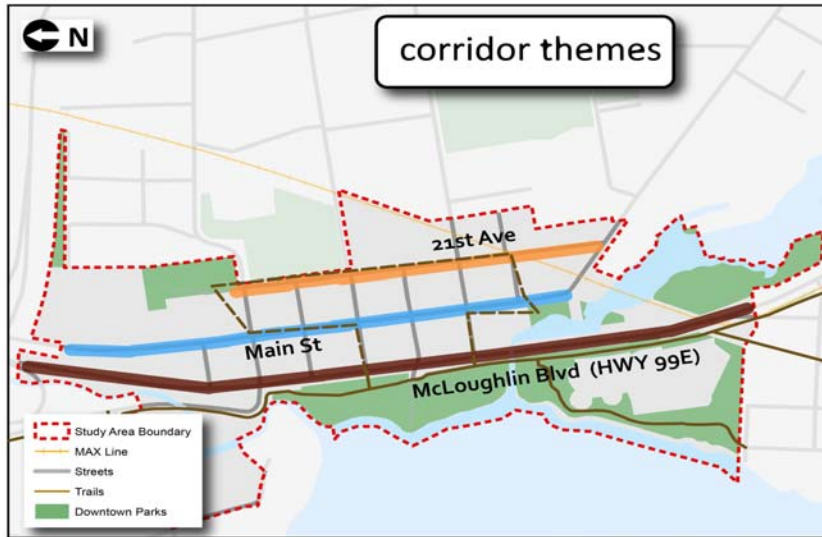 N
corridor themes
21st Ave
Main St
McLoughlin Blvd (HWY 99E)
Study Area Boundary
MAX Line
Streets
Trails
Downtown Parks